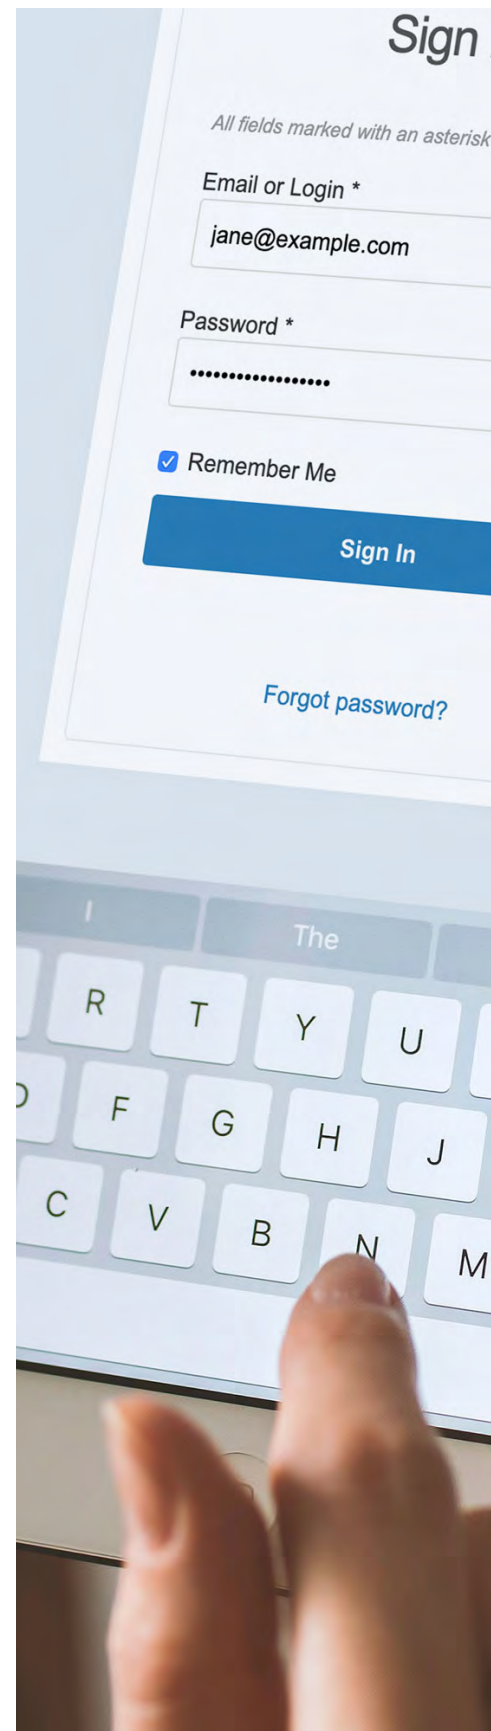 Sign
All fields marked with an asterisk
Email or Login *
jane@example.com
Password *
••••••••••••••••••
Remember Me
Sign In
Forgot password?
I
The
R T Y U
F G H J
C V B N M